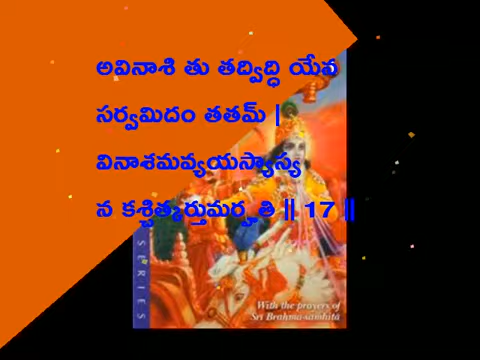 అవినాశి తు తద్విద్ధి యేన
సర్వమిదం తతమ్ |
వినాశమవ్యయస్యాస్య
న కశ్చిత్కర్తుమర్హతి || 17 ||
SERIES
With the prayers of
Sri Brahma-samhita